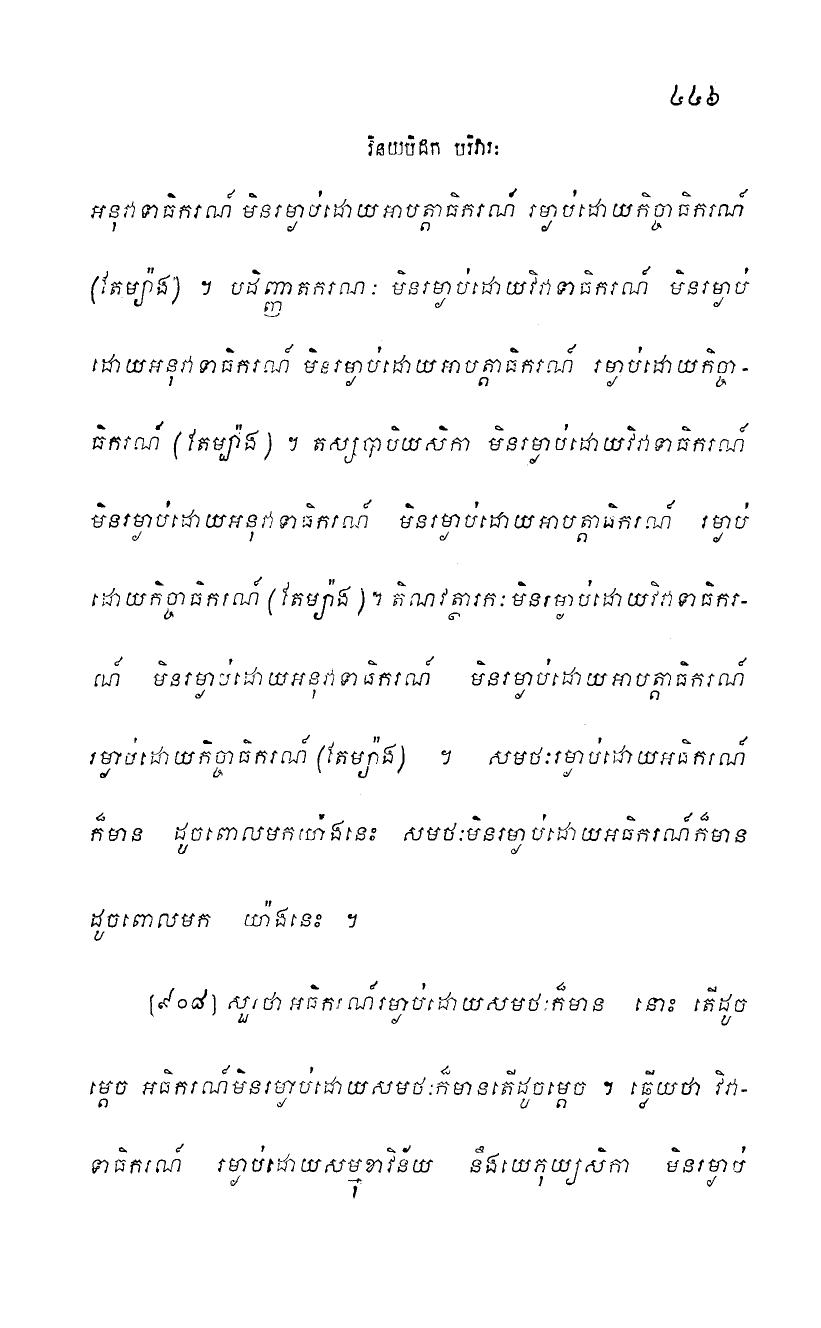 ៤៤៦
វិនយបិដក បរិវារៈ
អនុវាទាធិករណ៍ មិនរម្ងាប់ដោយអាបត្តាធិករណ៍ រម្ងាប់ដោយកិច្ចាធិករណ៍
(តែម្យ៉ាង) ។ បដិញ្ញាតករណៈ មិនរម្ងាប់ដោយវិវាទាធិករណ៍ មិនរម្ងាប់
ដោយអនុវាទាធិករណ៍ មិនរម្ងាប់ដោយអាបត្តាធិករណ៍ រម្ងាប់ដោយកិច្ចា-
ធិករណ៍ (តែម្យ៉ាង) ។ តស្សបាបិយសិកា មិនរម្ងាប់ដោយវិវាទាធិករណ៍
មិនរម្ងាប់ដោយអនុវាទាធិករណ៍ មិនរម្ងាប់ដោយអាបត្តាធិករណ៍ រម្ងាប់
ដោយកិច្ចាធិករណ៍ (តែម្យ៉ាង) ។ តិណវត្ថារកៈ មិនរម្ងាប់ដោយវិវាទាធិករ-
ណ៍ មិនរម្ងាប់ដោយអនុវាទាធិករណ៍ មិនរម្ងាប់ដោយអាបត្តាធិករណ៍
រម្ងាប់ដោយកិច្ចាធិករណ៍ (តែម្យ៉ាង) ។ សមថៈរម្ងាប់ដោយអធិករណ៍
ក៏មាន ដូចពោលមកយ៉ាងនេះ សមថៈមិនរម្ងាប់ដោយអធិករណ៍ក៏មាន
ដូចពោលមក យ៉ាងនេះ ។
[៩០៨] សួរថា អធិករណ៍រម្ងាប់ដោយសមថៈក៏មាន នោះ តើដូច
ម្តេច អធិករណ៍មិនរម្ងាប់ដោយសមថៈក៏មានតើដូចម្តេច ។ ឆ្លើយថា វិវា-
ទាធិករណ៍ រម្ងាប់ដោយសម្មុខាវិន័យ នឹងយេភុយ្យសិកា មិនរម្ងាប់